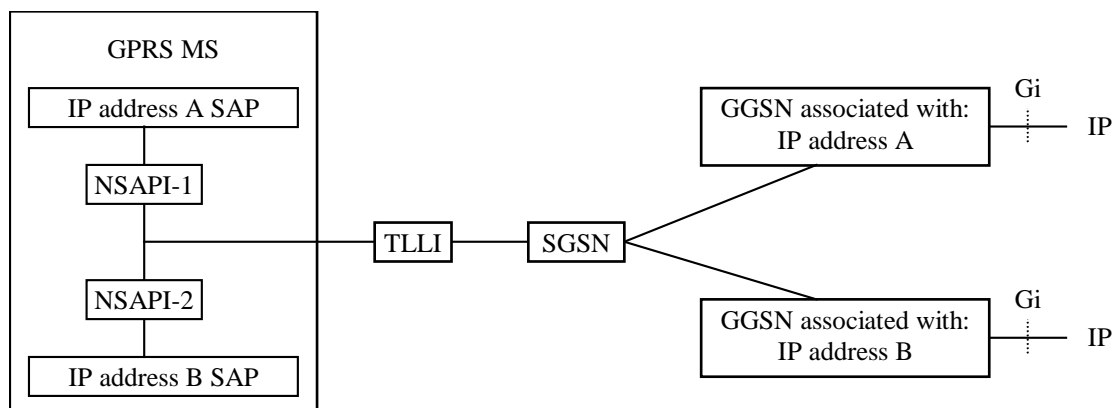 GPRS MS
IP address A SAP
NSAPI-1
NSAPI-2
IP address B SAP
TLLI
SGSN
GGSN associated with:
IP address A
Gi
IP
GGSN associated with:
IP address B
Gi
IP